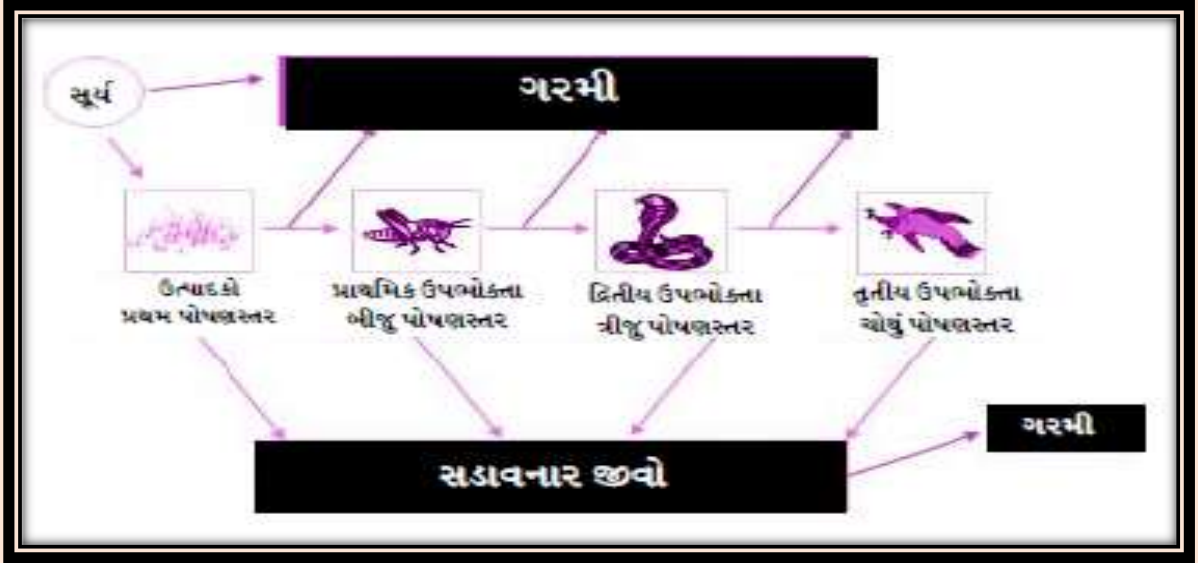 સૂર્ય
ગરમી
ઉત્પાદકો
પ્રથમ પોષણસ્તર
પ્રાથમિક ઉપભોક્તા
બીજુ પોષણસ્તર
દ્વિતીય ઉપભોક્તા
ત્રીજુ પોષણસ્તર
તૃતીય ઉપભોક્તા
ચોથું પોષણસ્તર
ગરમી
સડાવનાર જીવો